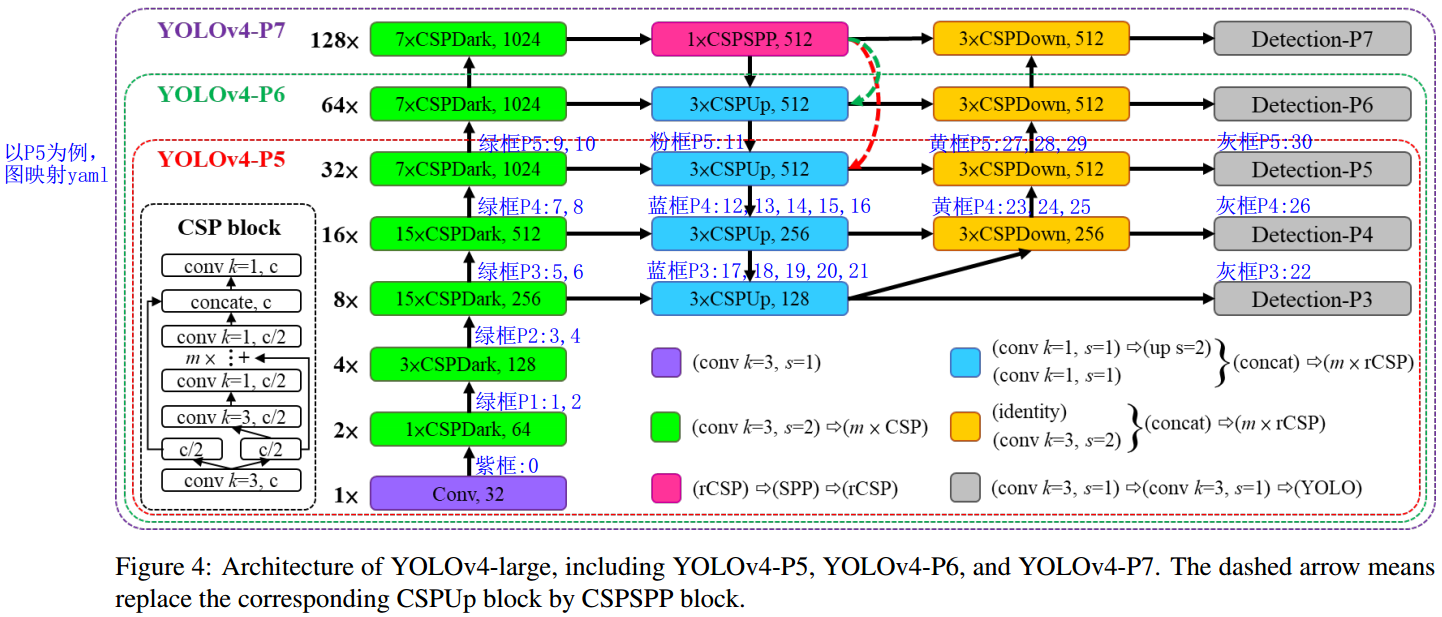 YOLOv4-P7
128x
7×CSPDark, 1024
1×CSPSPP, 512
3×CSPDown, 512
Detection-P7
YOLOv4-P6
64x
7×CSPDark, 1024
3×CSPUp, 512
3×CSPDown, 512
Detection-P6
绿框P5:9, 10
粉框P5:11
黄框P5:27, 28, 29
灰框P5:30
以P5为例,
图映射yaml
YOLOv4-P5
32x
7×CSPDark, 1024
3×CSPUp, 512
3×CSPDown, 512
Detection-P5
绿框P4:7, 8
蓝框P4:12, 13, 14, 15, 16
黄框P4:23, 24, 25
灰框P4:26
16x
15×CSPDark, 512
3×CSPUp, 256
3×CSPDown, 256
Detection-P4
绿框P3:5, 6
蓝框P3:17, 18, 19, 20, 21
灰框P3:22
8x
15×CSPDark, 256
3×CSPUp, 128
Detection-P3
绿框P2:3, 4
4x
3×CSPDark, 128
绿框P1:1, 2
2x
1×CSPDark, 64
紫框:0
1x
Conv, 32
CSP block
conv k=1, c
concate, c
conv k=1, c/2
m × ⋮ +
conv k=1, c/2
conv k=3, c/2
c/2
c/2
conv k=3, c
(conv k=3, s=1)
(conv k=3, s=2) ⇨(m × CSP)
(rCSP) ⇨(SPP) ⇨(rCSP)
(conv k=1, s=1) ⇨(up s=2)
(conv k=1, s=1)
(concat) ⇨(m × rCSP)
(identity)
(conv k=3, s=2)
(concat) ⇨(m × rCSP)
(conv k=3, s=1) ⇨(conv k=3, s=1) ⇨(YOLO)
Figure 4: Architecture of YOLOv4-large, including YOLOv4-P5, YOLOv4-P6, and YOLOv4-P7. The dashed arrow means
replace the corresponding CSPUp block by CSPSPP block.